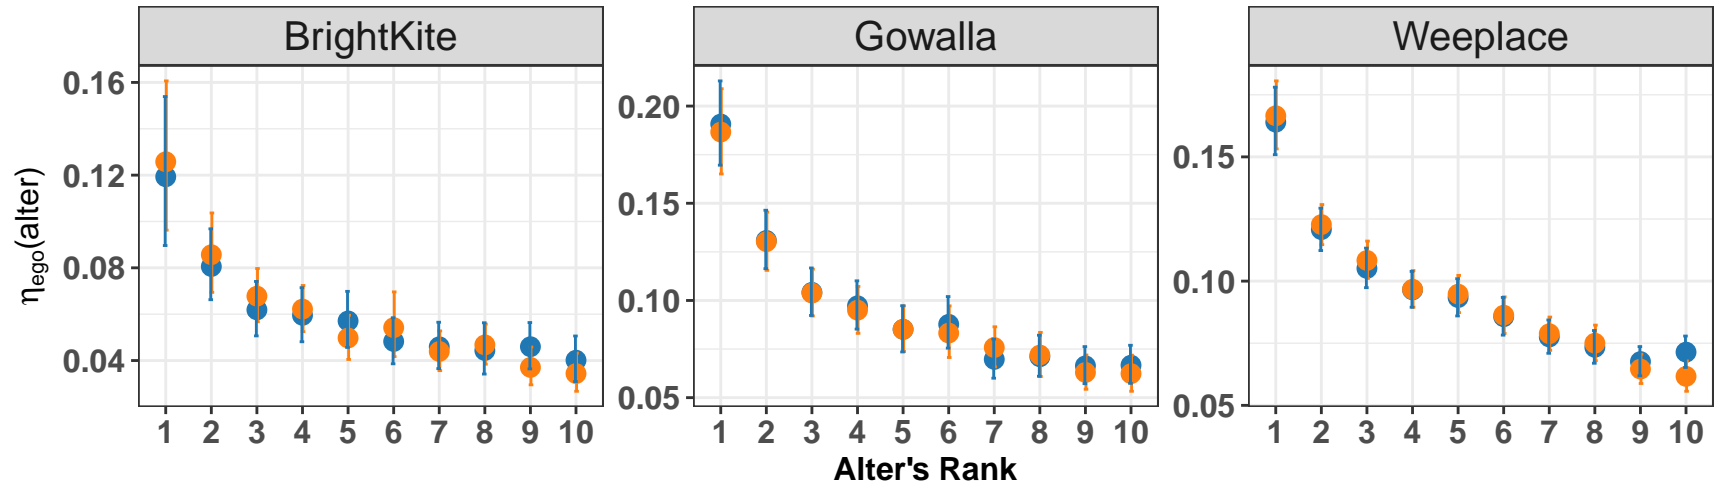 BrightKite
Gowalla
Weeplace
ηego(alter)
0.16
0.12
0.08
0.04
0.20
0.15
0.10
0.05
0.15
0.10
0.05
1 2 3 4 5 6 7 8 9 10
1 2 3 4 5 6 7 8 9 10
1 2 3 4 5 6 7 8 9 10
Alter's Rank